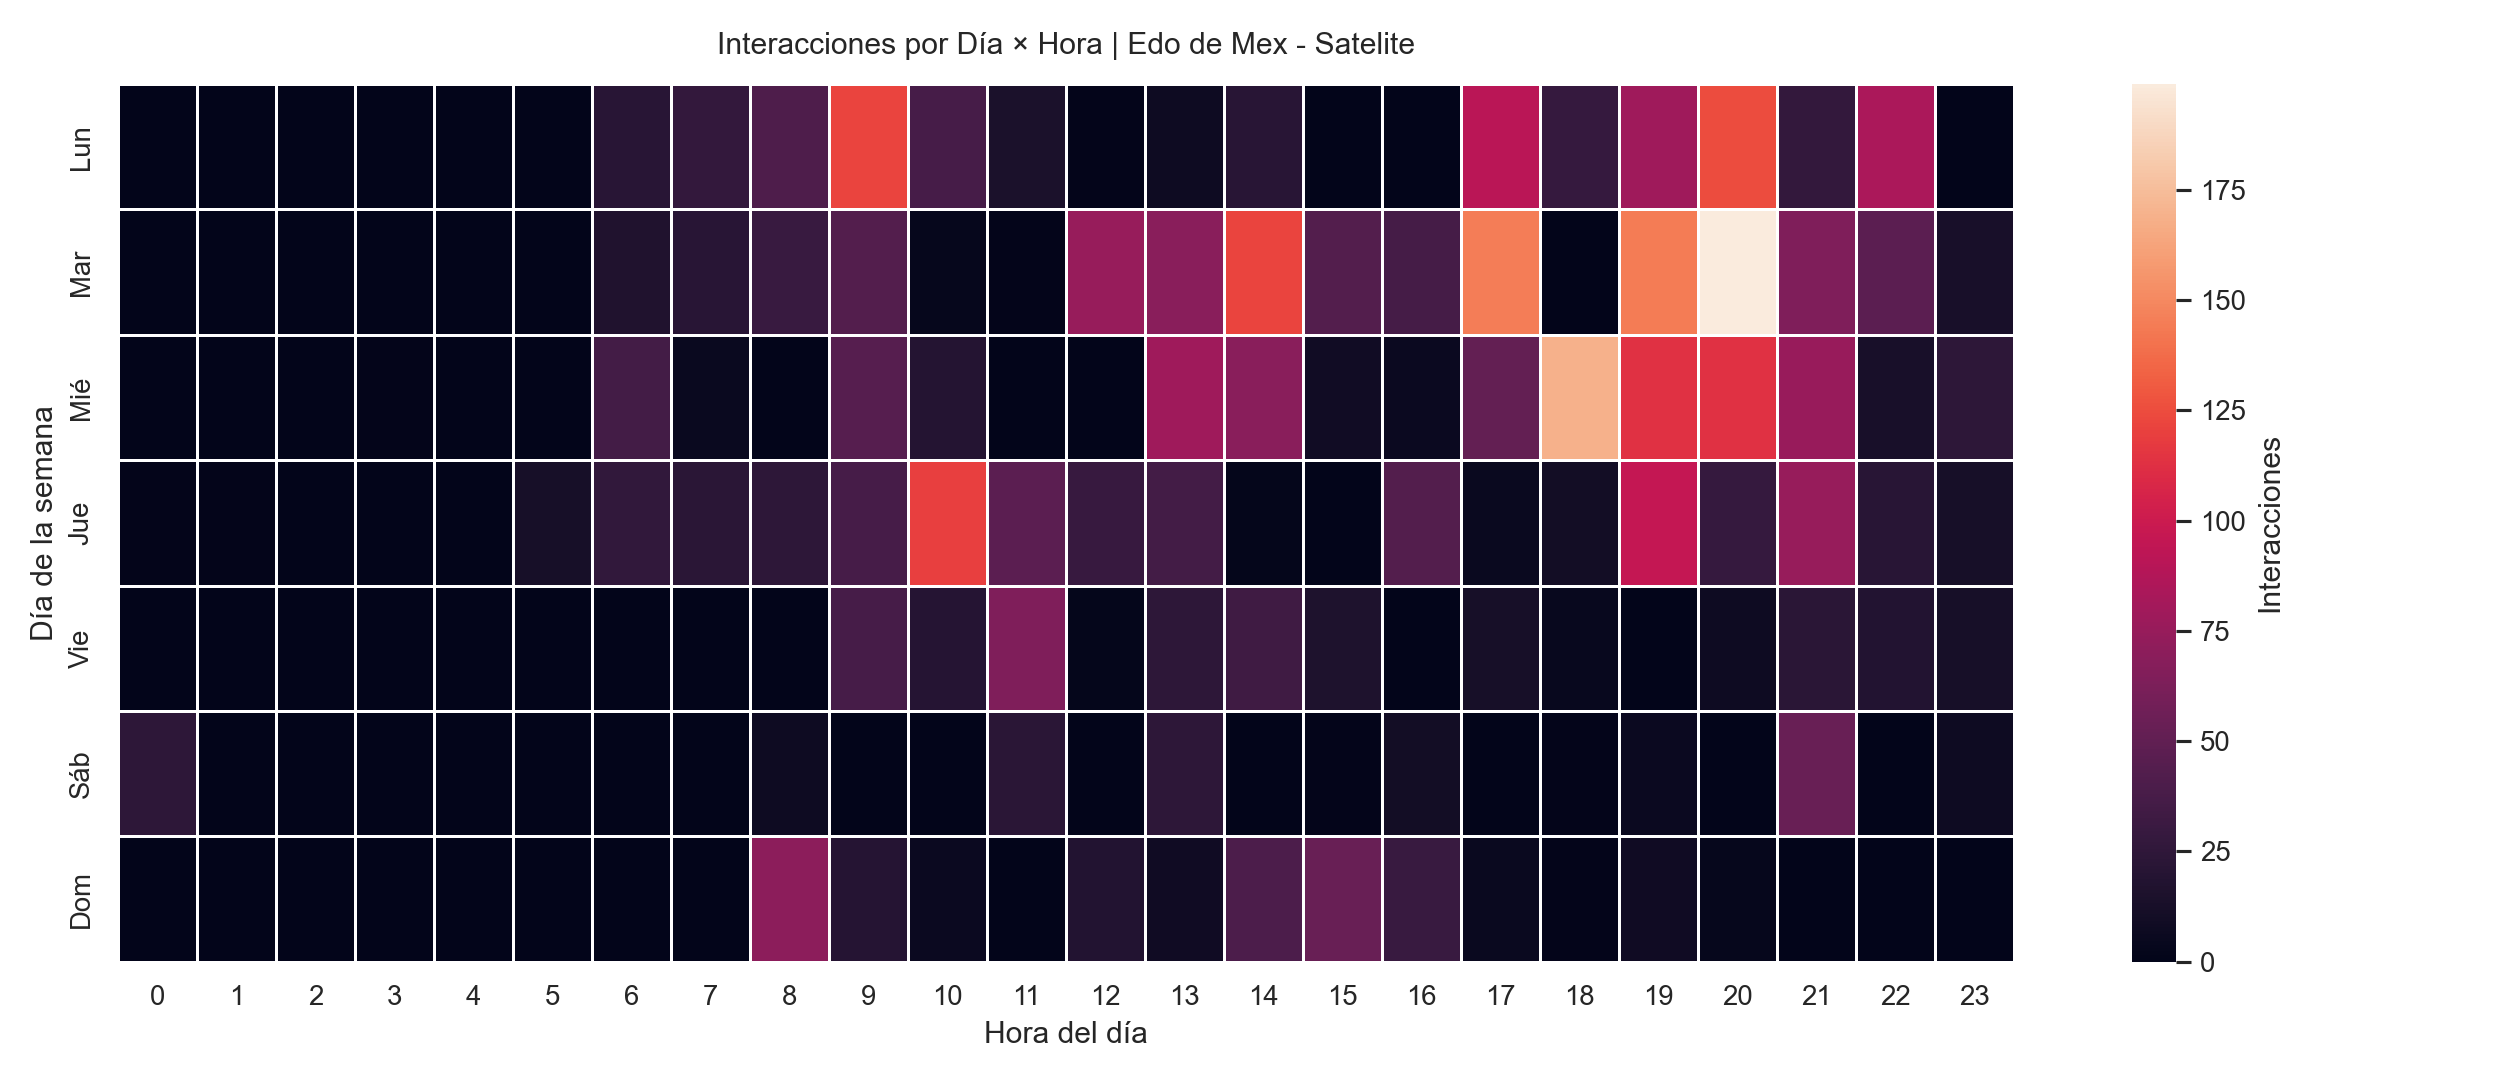 Interacciones por Día × Hora | Edo de Mex - Satelite
Día de la semana
Lun
Mar
Mié
Jue
Vie
Sáb
Dom
0 1 2 3 4 5 6 7 8 9 10 11 12 13 14 15 16 17 18 19 20 21 22 23
Hora del día
175
150
125
100
75
50
25
0
Interacciones